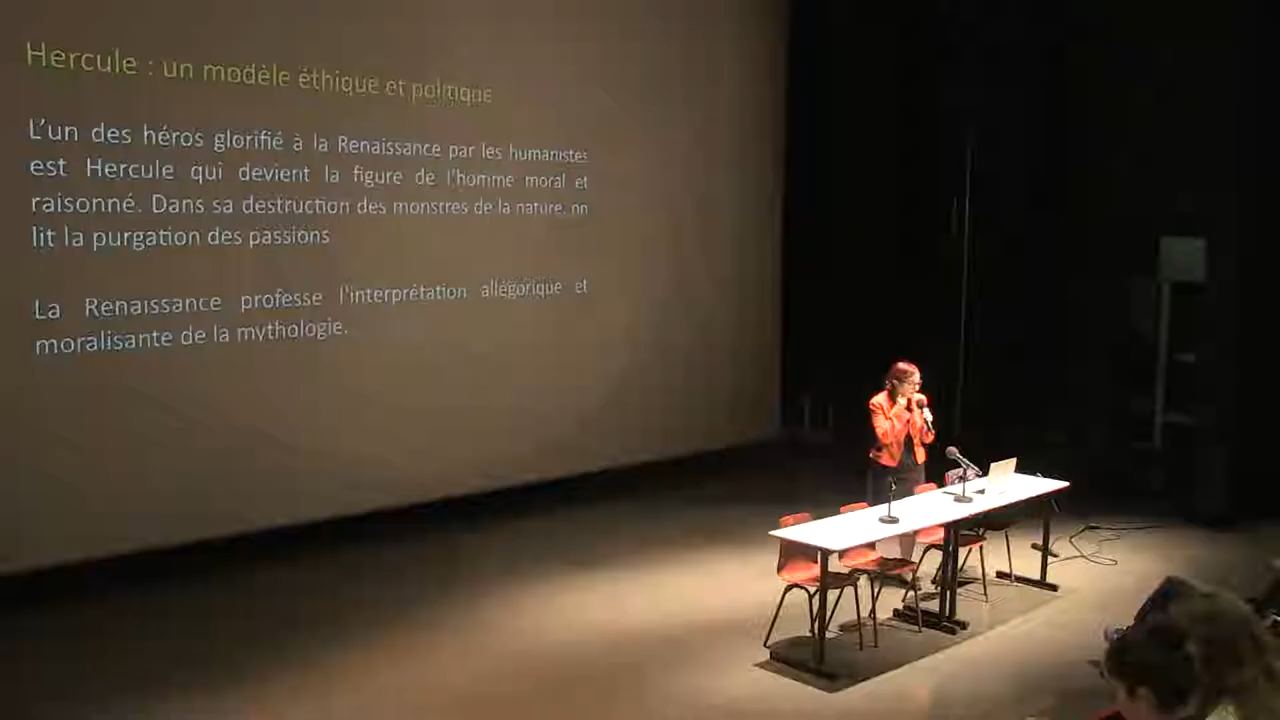 Hercule : un modèle éthique et politique
L'un des héros glorifié à la Renaissance par les humanistes
est Hercule qui devient la figure de l'homme moral et
raisonné. Dans sa destruction des monstres de la nature, on
lit la purgation des passions
La Renaissance professe l'interprétation allégorique et
moralisante de la mythologie.